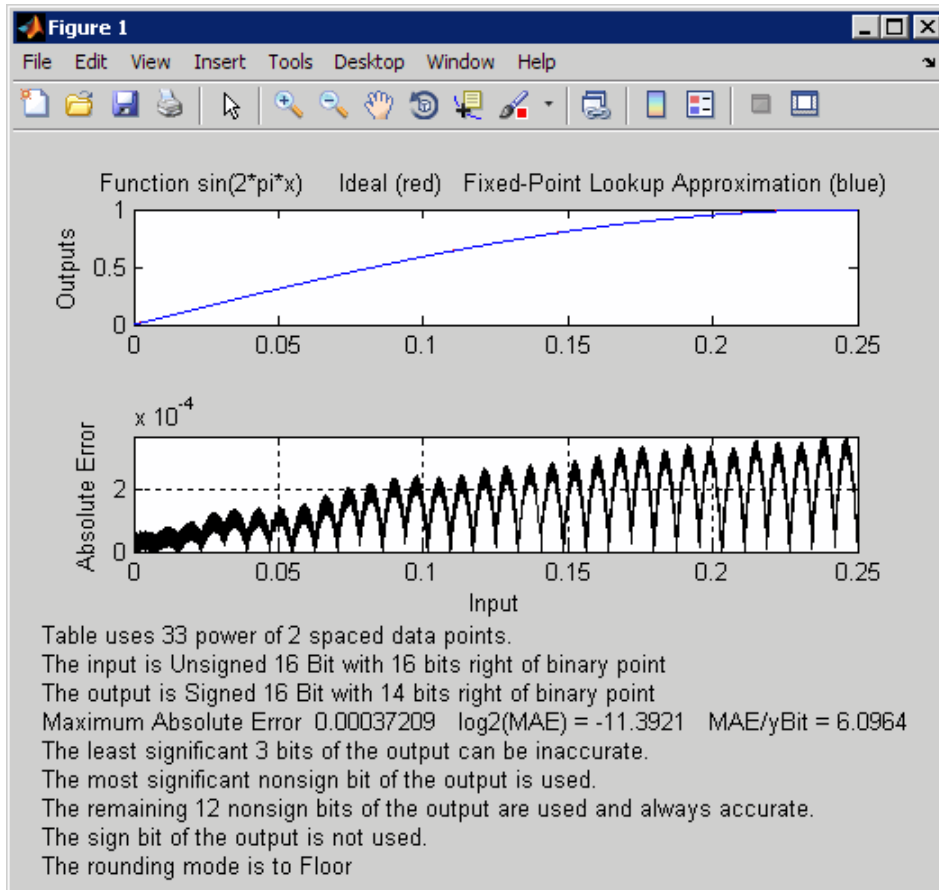 Figure 1
File Edit View Insert Tools Desktop Window Help
Function sin(2*pi*x) Ideal (red) Fixed-Point Lookup Approximation (blue)
1
0.5
0
Outputs
0 0.05 0.1 0.15 0.2 0.25
x 10^-4
2
0
Absolute Error
0 0.05 0.1 0.15 0.2 0.25
Input
Table uses 33 power of 2 spaced data points.
The input is Unsigned 16 Bit with 16 bits right of binary point
The output is Signed 16 Bit with 14 bits right of binary point
Maximum Absolute Error 0.00037209 log2(MAE) = -11.3921 MAE/yBit = 6.0964
The least significant 3 bits of the output can be inaccurate.
The most significant nonsign bit of the output is used.
The remaining 12 nonsign bits of the output are used and always accurate.
The sign bit of the output is not used.
The rounding mode is to Floor